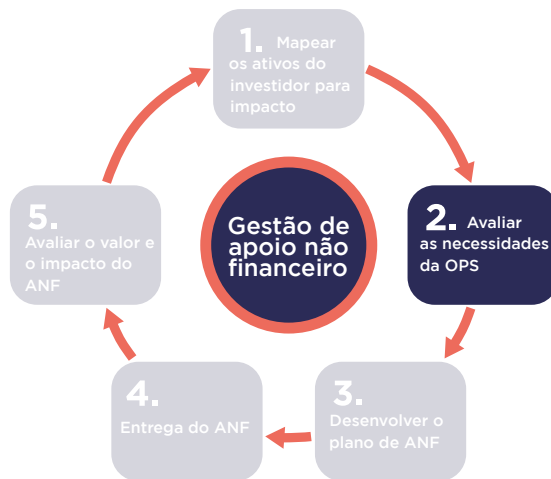 1. Mapear
os ativos do
investidor para
impacto
2. Avaliar
as necessidades
da OPS
3.
Desenvolver o
plano de ANF
4.
Entrega do ANF
5.
Avaliar o valor e
o impacto do
ANF
Gestão de
apoio não
financeiro